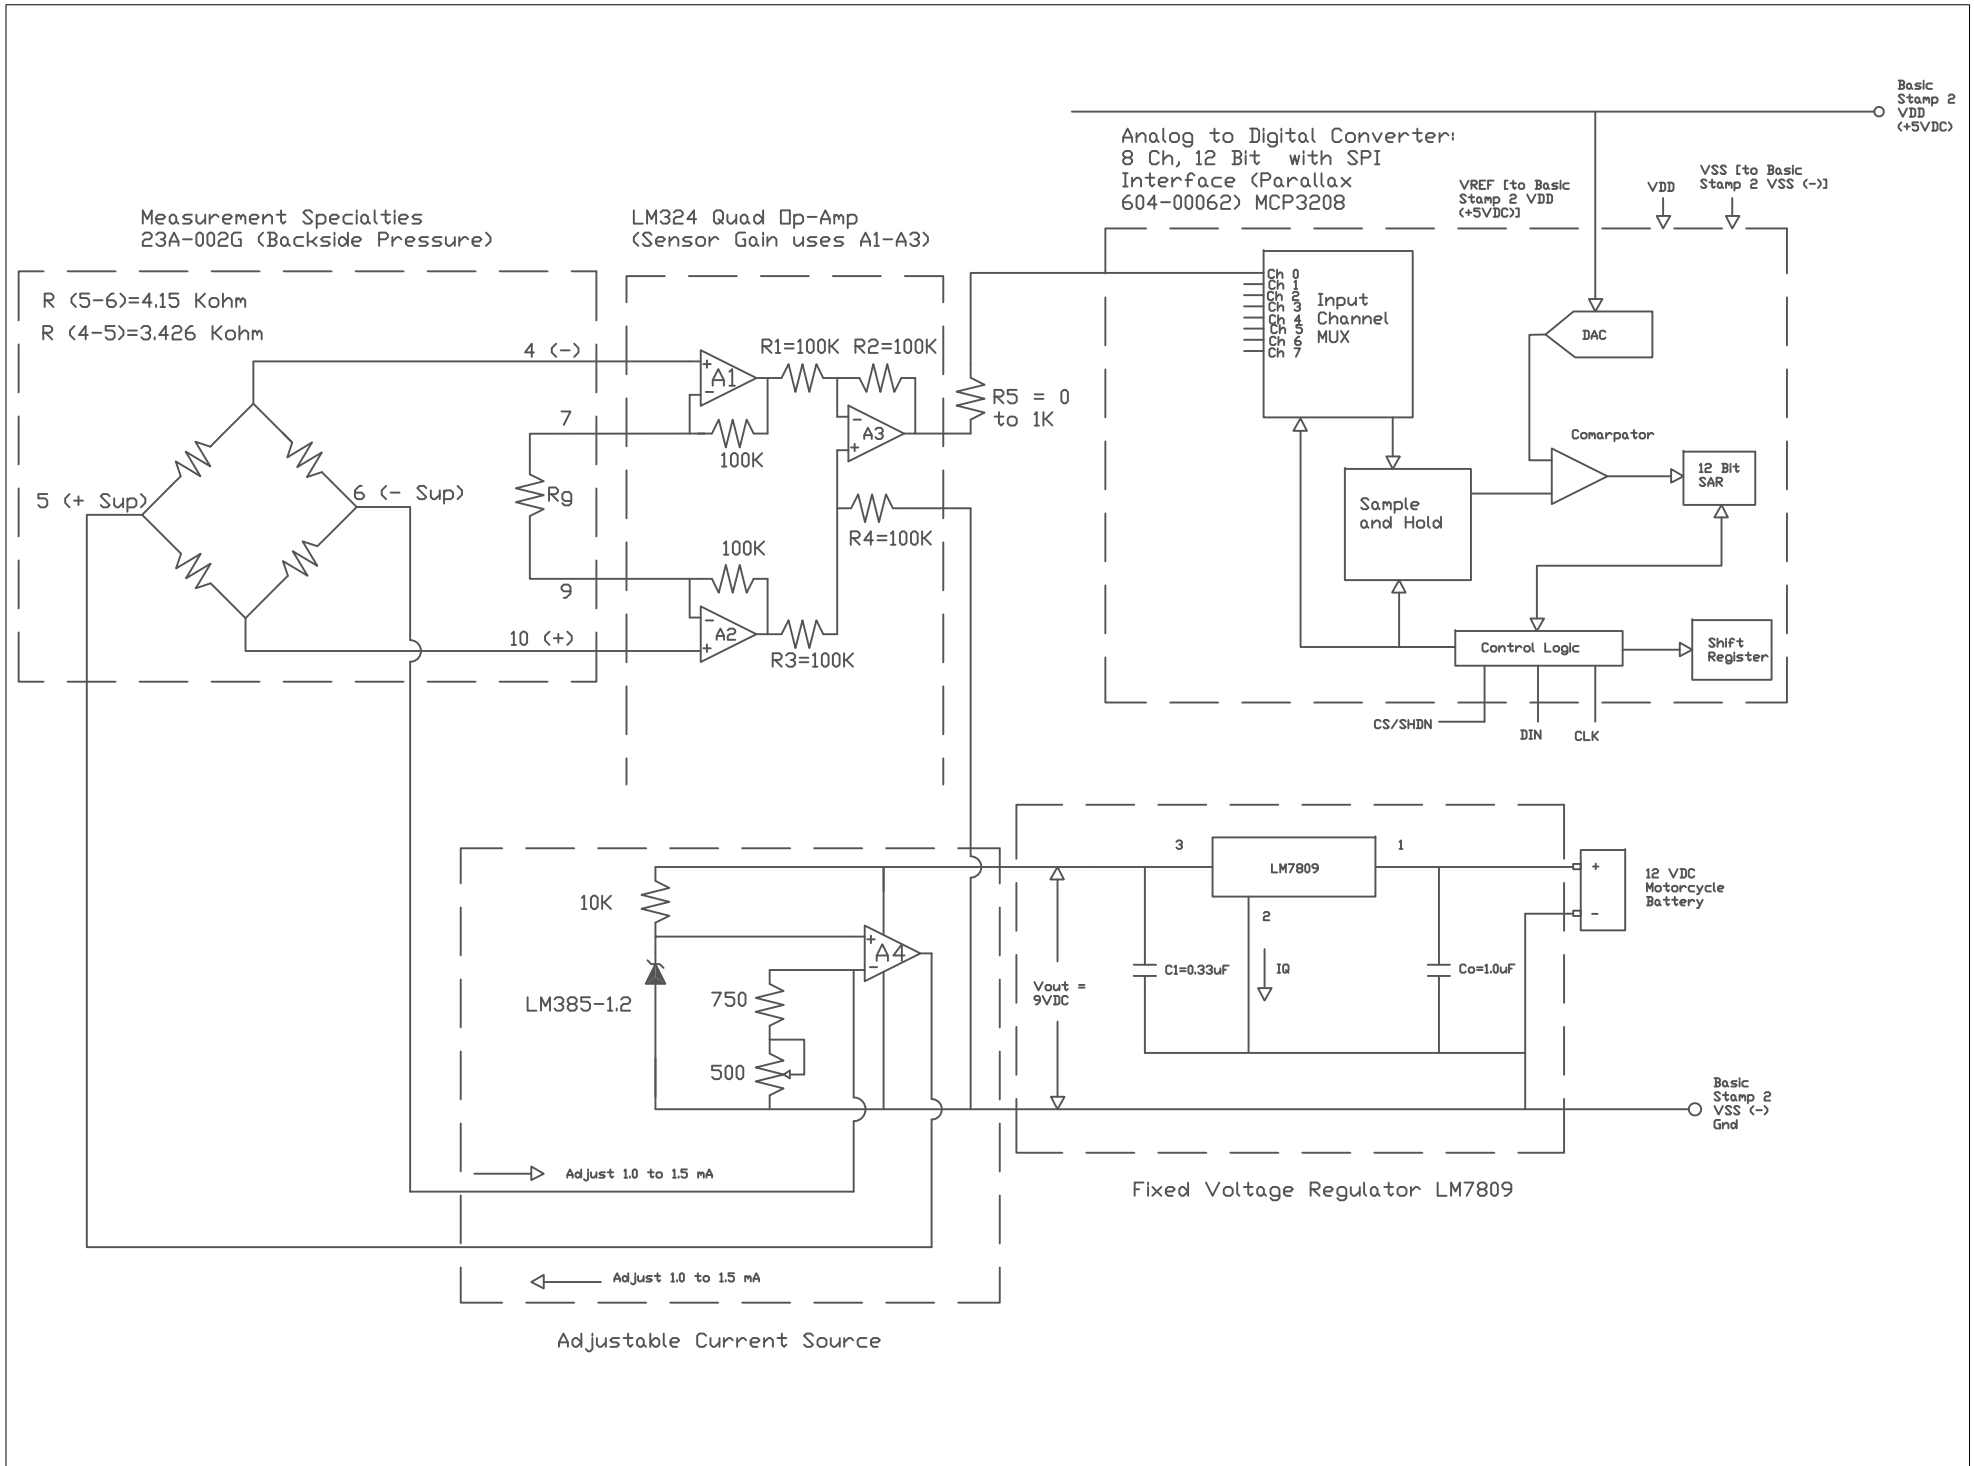 Basic
Stamp 2
VDD
(+5VDC)
Analog to Digital Converter:
8 Ch, 12 Bit with SPI
Interface (Parallax
604-00062) MCP3208
VREF [to Basic
Stamp 2 VDD
(+5VDC)]
VDD
VSS [to Basic
Stamp 2 VSS (-)]
Measurement Specialties
23A-002G (Backside Pressure)
LM324 Quad Op-Amp
(Sensor Gain uses A1-A3)
R (5-6)=4.15 Kohm
R (4-5)=3.426 Kohm
4 (-)
7
5 (+ Sup)
6 (- Sup)
Rg
9
10 (+)
+
A1
-
R1=100K
R2=100K
100K
-
A3
+
R4=100K
100K
-
A2
+
R3=100K
R5 = 0
to 1K
Ch 0
Ch 1
Ch 2
Ch 3
Ch 4
Ch 5
Ch 6
Ch 7
Input
Channel
MUX
DAC
Comarpator
12 Bit
SAR
Sample
and Hold
Control Logic
Shift
Register
CS/SHDN
DIN
CLK
3
LM7809
1
2
IQ
C1=0.33uF
Co=1.0uF
+
-
12 VDC
Motorcycle
Battery
Vout =
9VDC
10K
LM385-1.2
+
A4
-
750
500
Basic
Stamp 2
VSS (-)
Gnd
Adjust 1.0 to 1.5 mA
Fixed Voltage Regulator LM7809
Adjust 1.0 to 1.5 mA
Adjustable Current Source